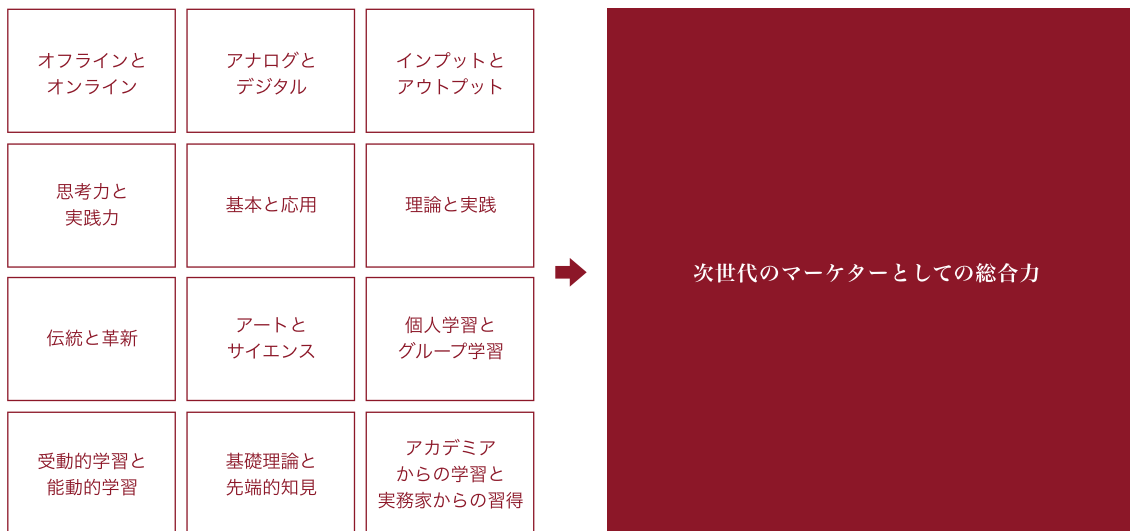 オフラインと
オンライン
アナログと
デジタル
インプットと
アウトプット
思考力と
実践力
基本と応用
理論と実践
伝統と革新
アートと
サイエンス
個人学習と
グループ学習
受動的学習と
能動的学習
基礎理論と
先端的知見
アカデミア
からの学習と
実務家からの習得
次世代のマーケターとしての総合力